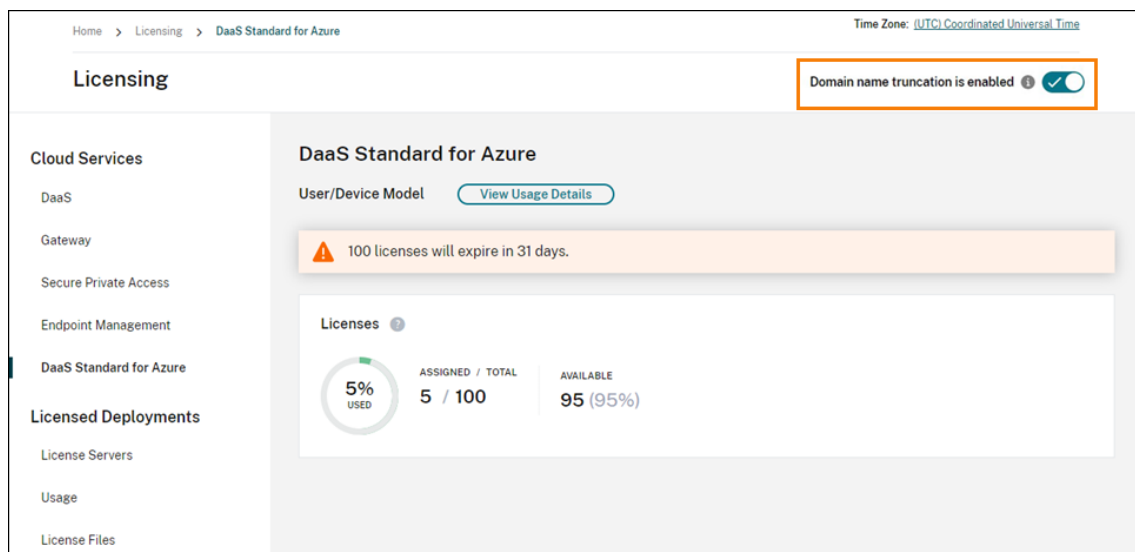 Home > Licensing > DaaS Standard for Azure
Time Zone: (UTC) Coordinated Universal Time
Licensing
Domain name truncation is enabled
Cloud Services
DaaS
Gateway
Secure Private Access
Endpoint Management
DaaS Standard for Azure
Licensed Deployments
License Servers
Usage
License Files
DaaS Standard for Azure
User/Device Model
View Usage Details
100 licenses will expire in 31 days.
Licenses ?
5%
USED
ASSIGNED / TOTAL
5 / 100
AVAILABLE
95 (95%)